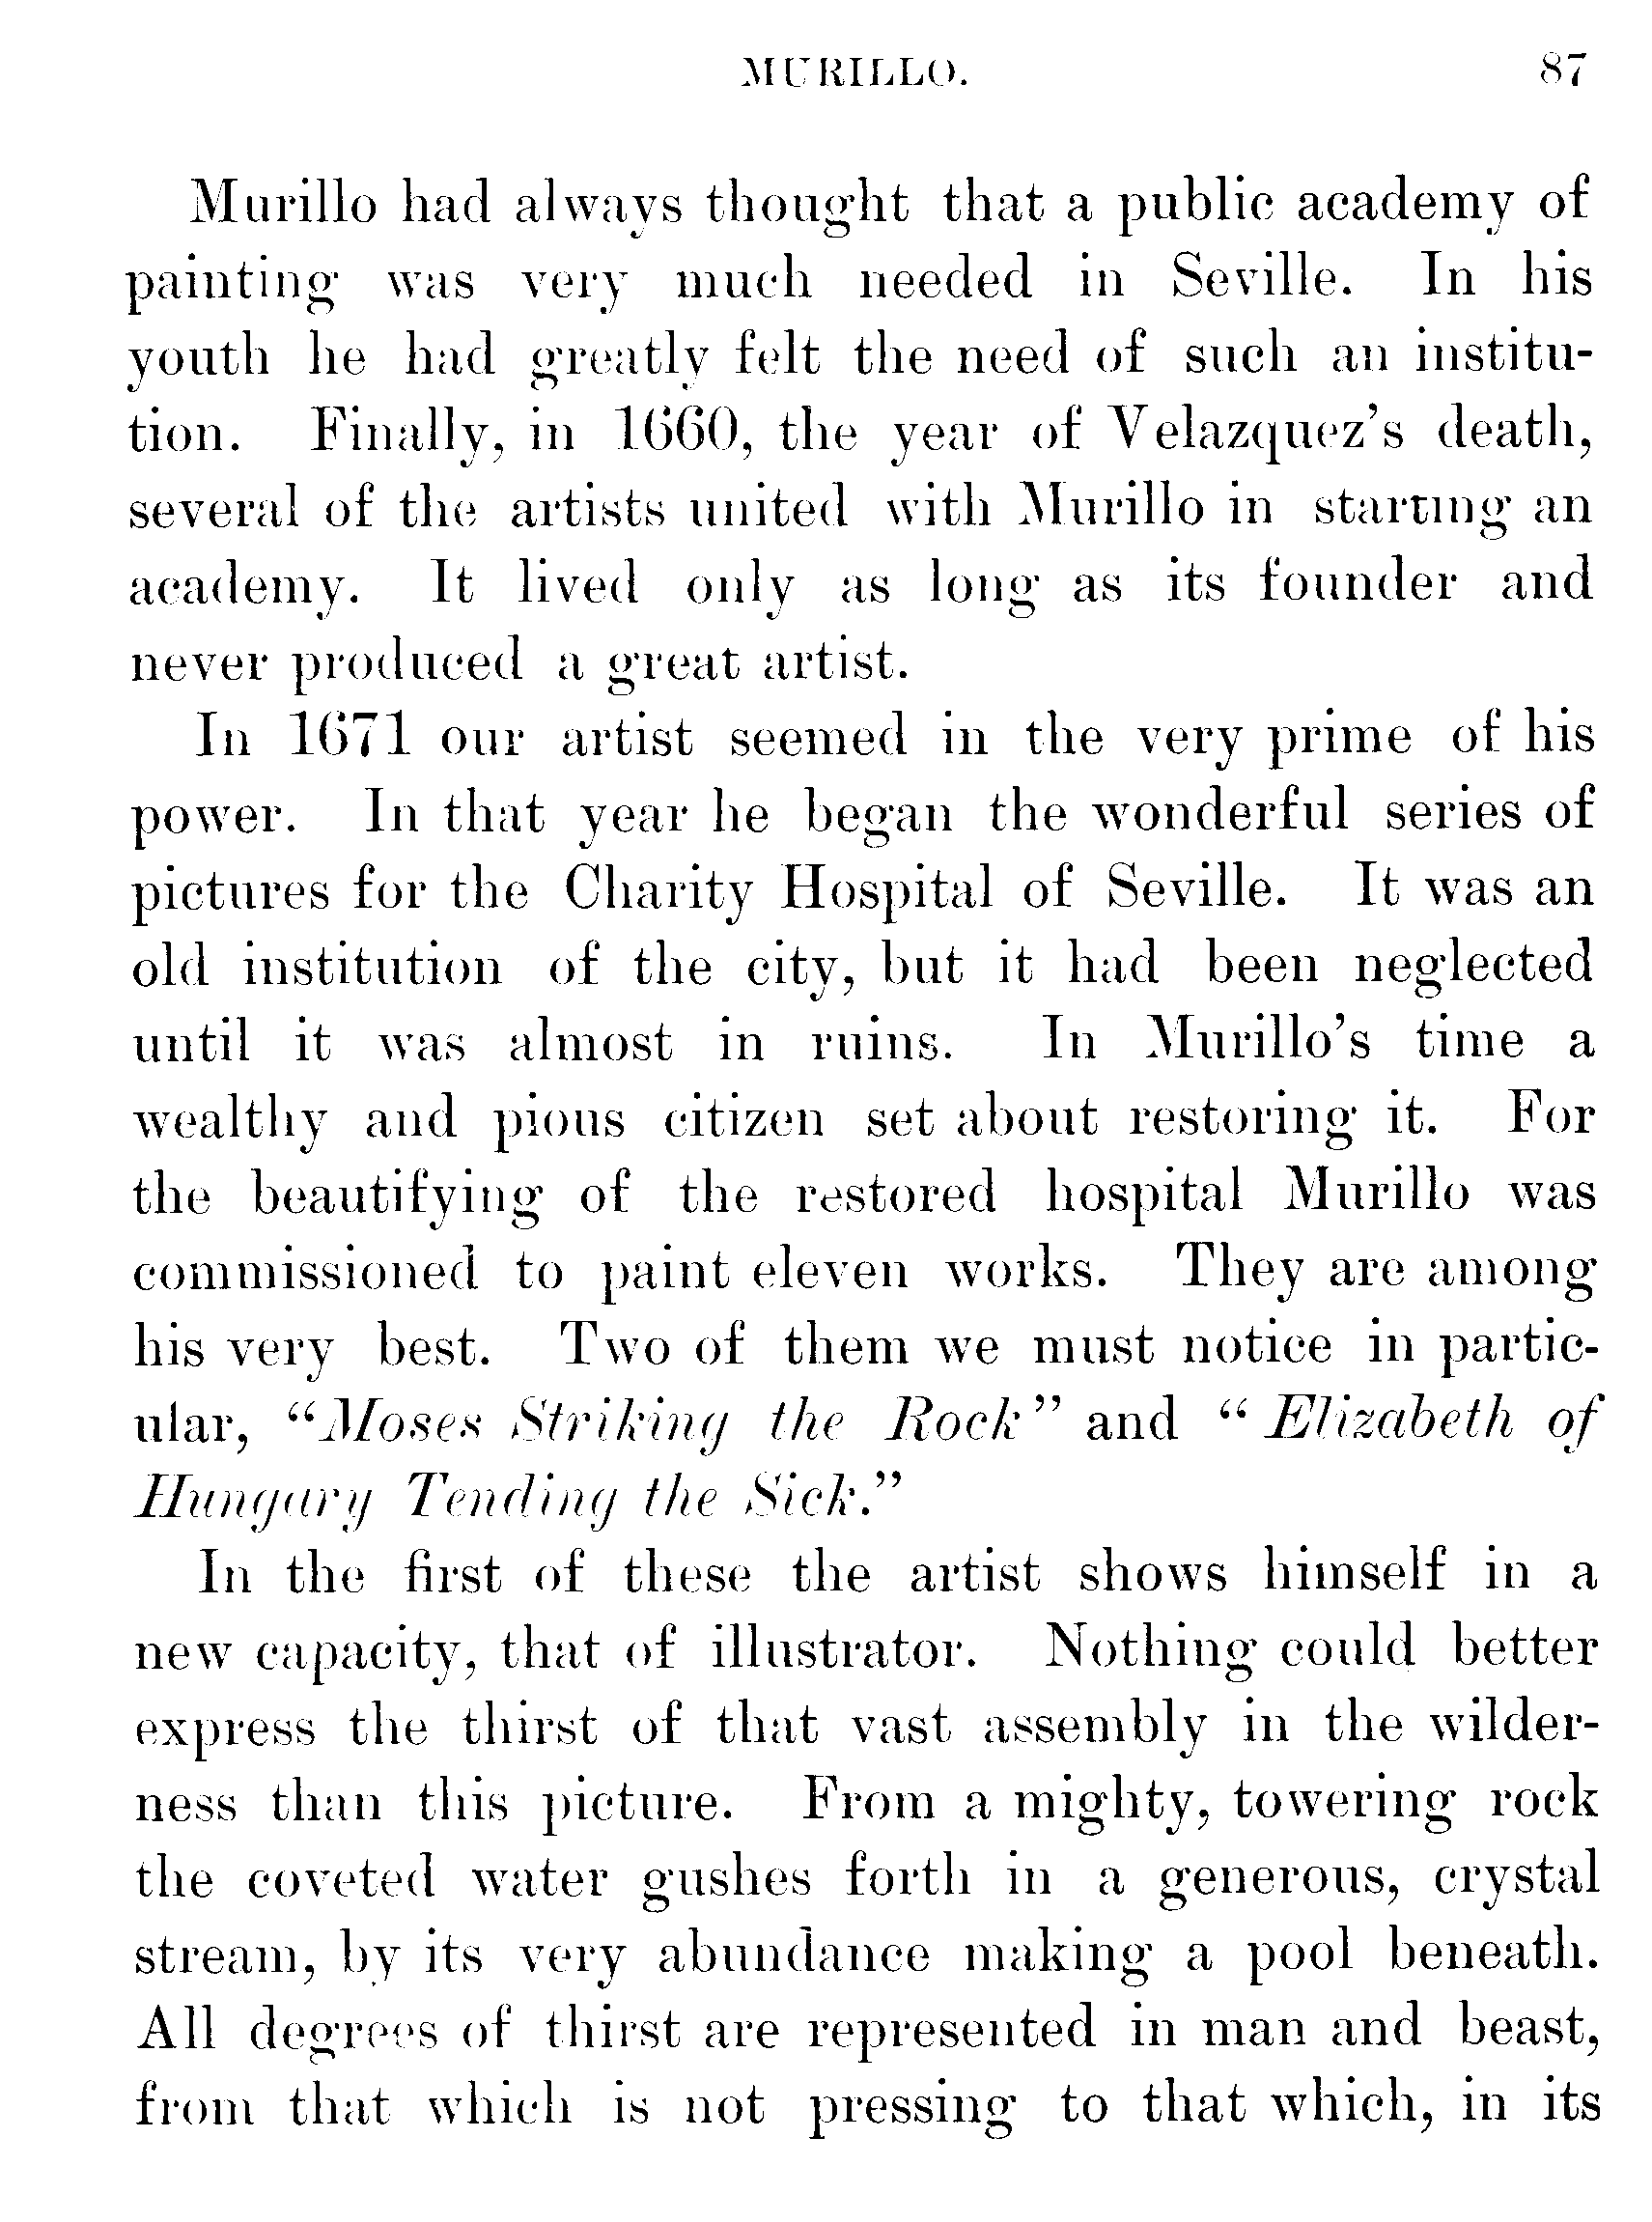 MURILLO. 87
Murillo had always thought that a public academy of
painting was very much needed in Seville. In his
youth he had greatly felt the need of such an institu-
tion. Finally, in 1660, the year of Velazquez's death,
several of the artists united with Murillo in starting an
academy. It lived only as long as its founder and
never produced a great artist.
In 1671 our artist seemed in the very prime of his
power. In that year he began the wonderful series of
pictures for the Charity Hospital of Seville. It was an
old institution of the city, but it had been neglected
until it was almost in ruins. In Murillo's time a
wealthy and pious citizen set about restoring it. For
the beautifying of the restored hospital Murillo was
commissioned to paint eleven works. They are among
his very best. Two of them we must notice in partic-
ular, "Moses Striking the Rock" and "Elizabeth of
Hungary Tending the Sick."
In the first of these the artist shows himself in a
new capacity, that of illustrator. Nothing could better
express the thirst of that vast assembly in the wilder-
ness than this picture. From a mighty, towering rock
the coveted water gushes forth in a generous, crystal
stream, by its very abundance making a pool beneath.
All degrees of thirst are represented in man and beast,
from that which is not pressing to that which, in its